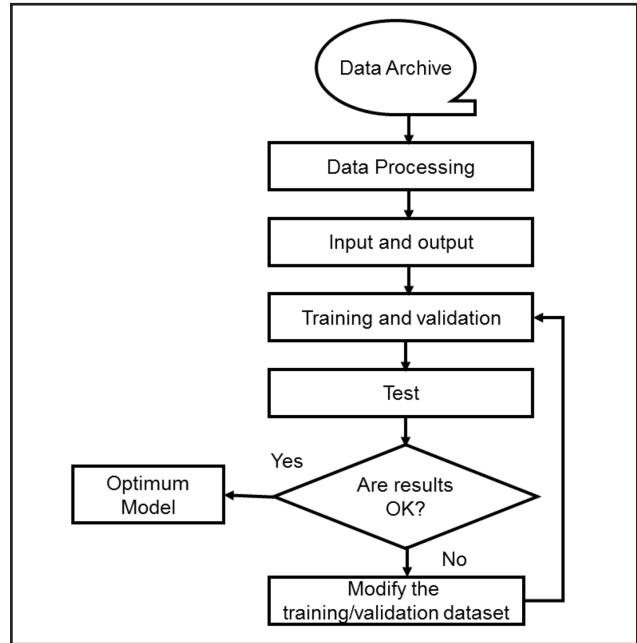 Data Archive
Data Processing
Input and output
Training and validation
Test
Yes
Optimum
Model
Are results
OK?
No
Modify the
training/validation dataset